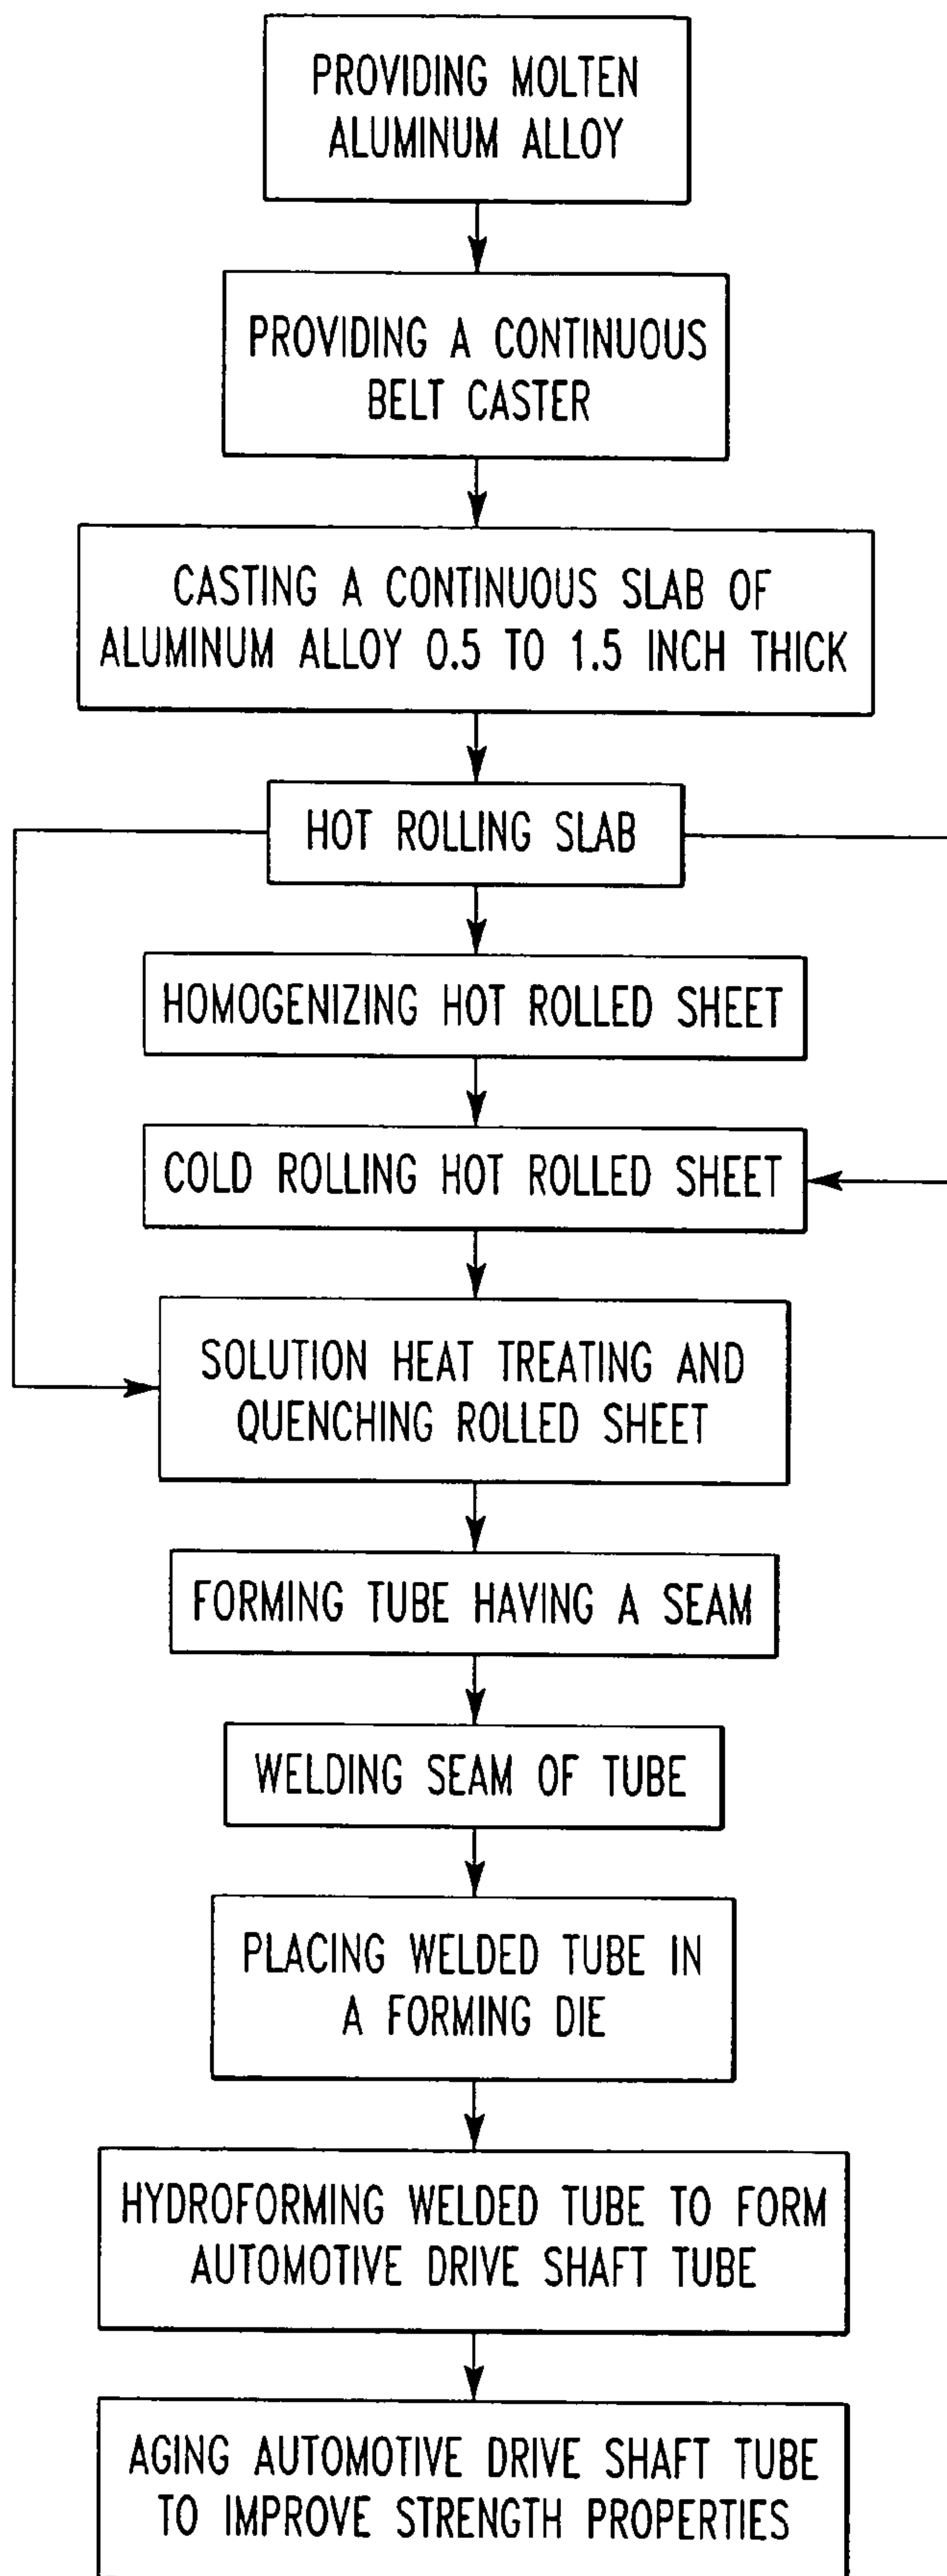 PROVIDING MOLTEN
ALUMINUM ALLOY
PROVIDING A CONTINUOUS
BELT CASTER
CASTING A CONTINUOUS SLAB OF
ALUMINUM ALLOY 0.5 TO 1.5 INCH THICK
HOT ROLLING SLAB
HOMOGENIZING HOT ROLLED SHEET
COLD ROLLING HOT ROLLED SHEET
SOLUTION HEAT TREATING AND
QUENCHING ROLLED SHEET
FORMING TUBE HAVING A SEAM
WELDING SEAM OF TUBE
PLACING WELDED TUBE IN
A FORMING DIE
HYDROFORMING WELDED TUBE TO FORM
AUTOMOTIVE DRIVE SHAFT TUBE
AGING AUTOMOTIVE DRIVE SHAFT TUBE
TO IMPROVE STRENGTH PROPERTIES